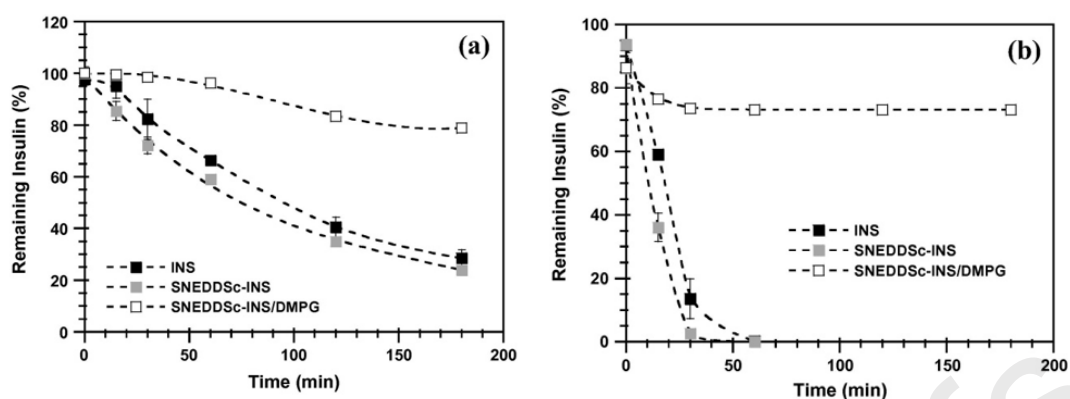 (a)
Remaining Insulin (%)
120
100
80
60
40
20
0
INS
SNEDDSc-INS
SNEDDSc-INS/DMPG
0 50 100 150 200
Time (min)
(b)
Remaining Insulin (%)
100
80
60
40
20
0
INS
SNEDDSc-INS
SNEDDSc-INS/DMPG
0 50 100 150 200
Time (min)